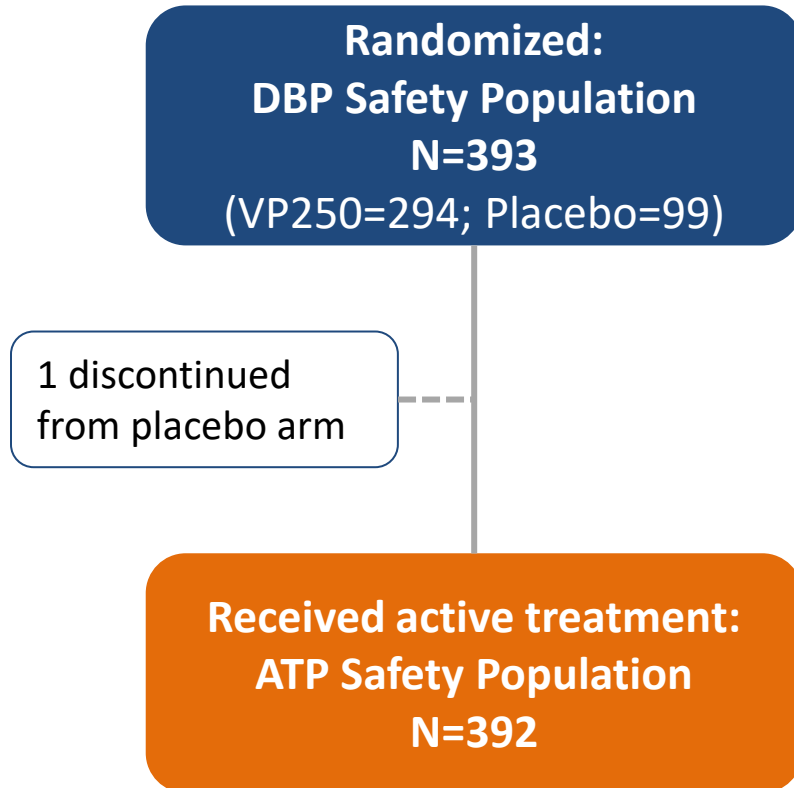 Randomized:
DBP Safety Population
N=393
(VP250=294; Placebo=99)
1 discontinued
from placebo arm
Received active treatment:
ATP Safety Population
N=392